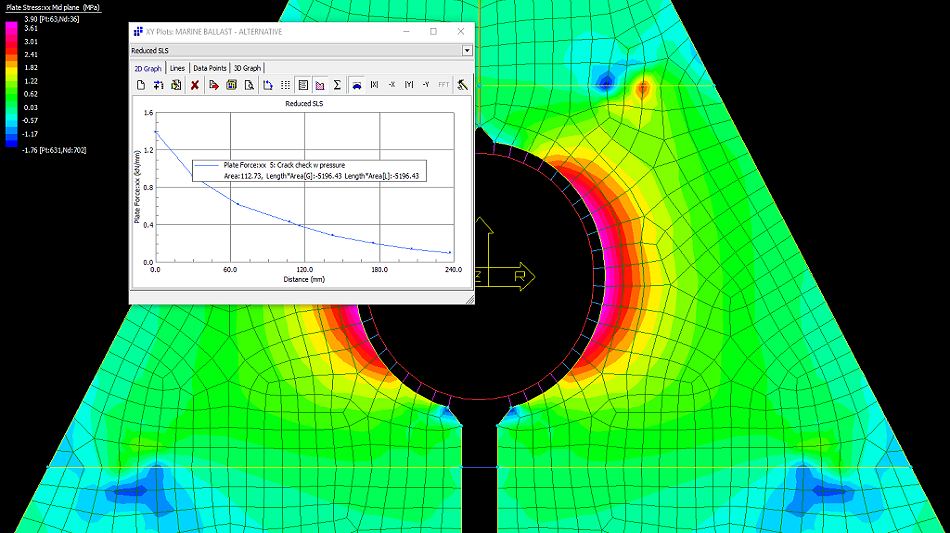 Plate Stress:xx Mid plane (MPa)
3.90 [Pt:63,Nd:36]
3.61
3.01
2.41
1.82
1.22
0.62
0.03
-0.57
-1.17
-1.76 [Pt:631,Nd:702]
XY Plots: MARINE BALLAST - ALTERNATIVE
Reduced SLS
2D Graph Lines Data Points 3D Graph
|X| -X |Y| -Y FFT
Reduced SLS
1.6
1.2
0.8
0.4
0.0
Plate Force:xx (kN/mm)
Plate Force:xx 5: Crack check w pressure
Area:112.73, Length*Area[G]:-5196.43 Length*Area[L]:-5196.43
0.0 60.0 120.0 180.0 240.0
Distance (mm)
Z R